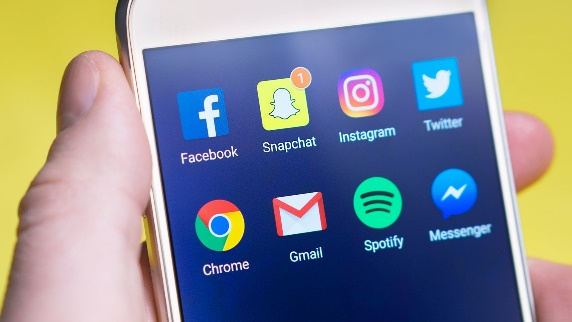 1
Facebook
Snapchat
Instagram
Twitter
Chrome
Gmail
Spotify
Messenger